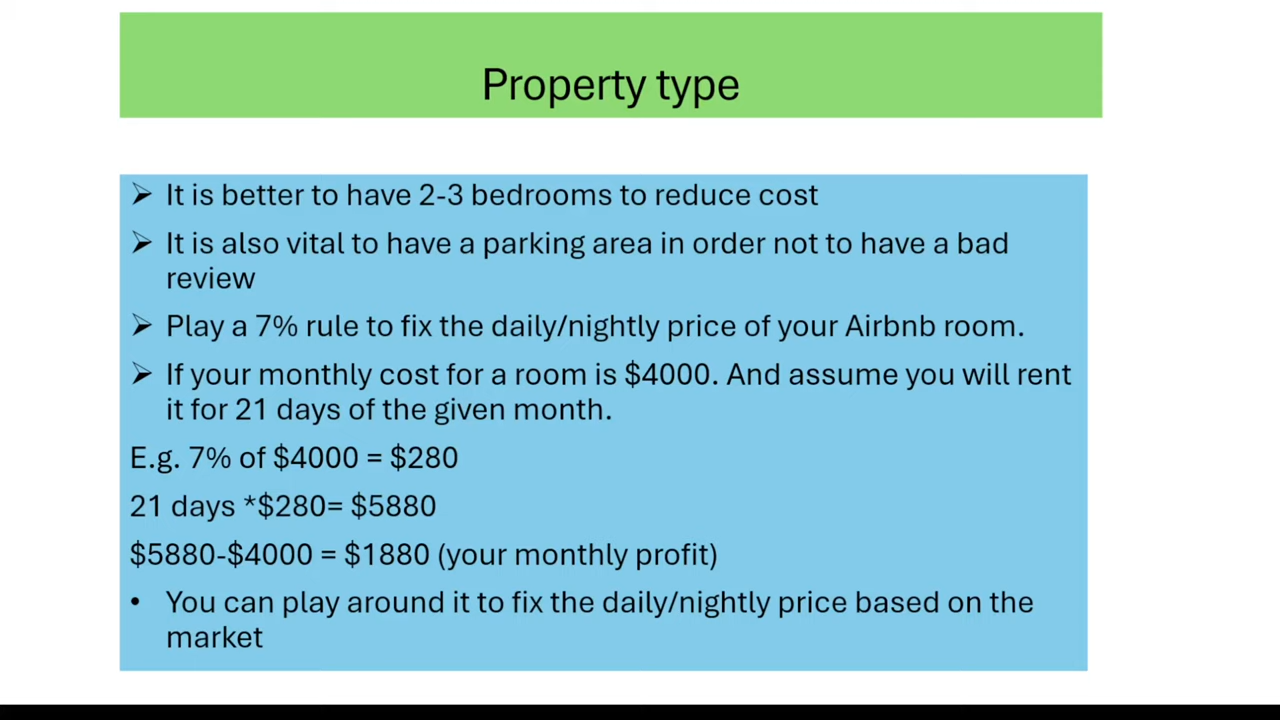 Property type
➢ It is better to have 2-3 bedrooms to reduce cost
➢ It is also vital to have a parking area in order not to have a bad
review
➢ Play a 7% rule to fix the daily/nightly price of your Airbnb room.
➢ If your monthly cost for a room is $4000. And assume you will rent
it for 21 days of the given month.
E.g. 7% of $4000 = $280
21 days *$280= $5880
$5880-$4000 = $1880 (your monthly profit)
• You can play around it to fix the daily/nightly price based on the
market